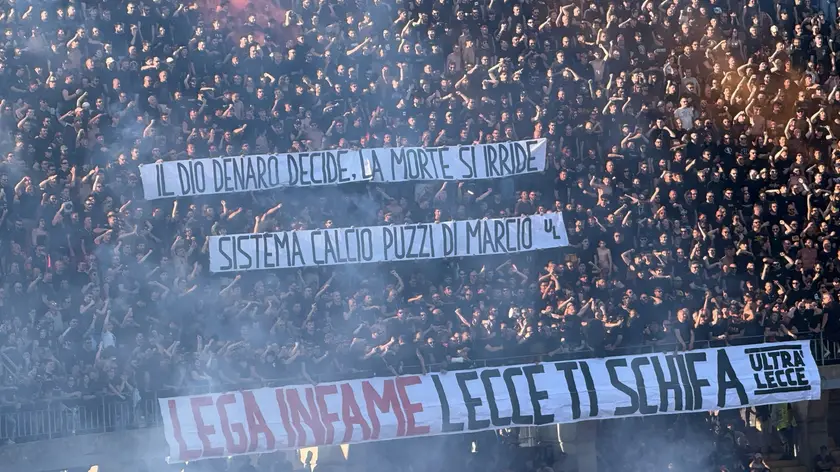 IL DIO DENARO DECIDE, LA MORTE SI IRRIDE
SISTEMA CALCIO PUZZI DI MARCIO UL
LEGA INFAME LECCE TI SCHIFA
ULTRÀ
LECCE